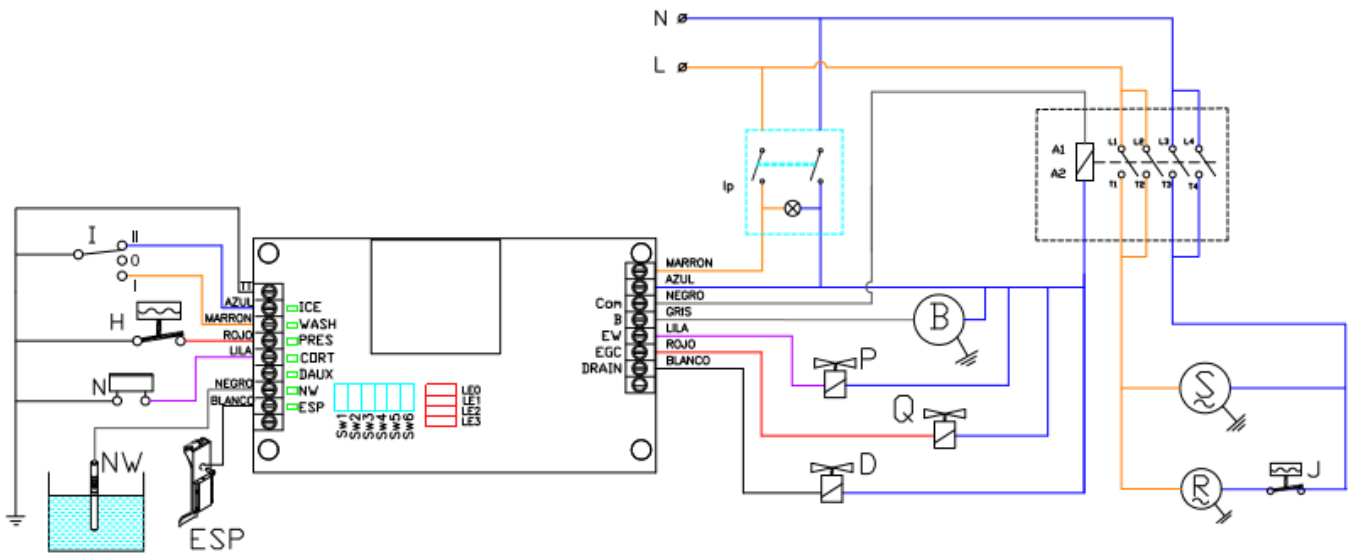 N
L
A1
A2
L1 L2 L3 L4
T1 T2 T3 T4
Ip
I
II
0
I
H
N
AZUL
MARRON
ROJO
LILA
NEGRO
BLANCO
ICE
WASH
PRES
CORT
DAUX
NW
ESP
SW1
SW2
SW3
SW4
SW5
SW6
LE0
LE1
LE2
LE3
Com
B
EW
EGC
DRAIN
MARRON
AZUL
NEGRO
GRIS
LILA
ROJO
BLANCO
B
P
Q
D
S
R
J
NW
ESP